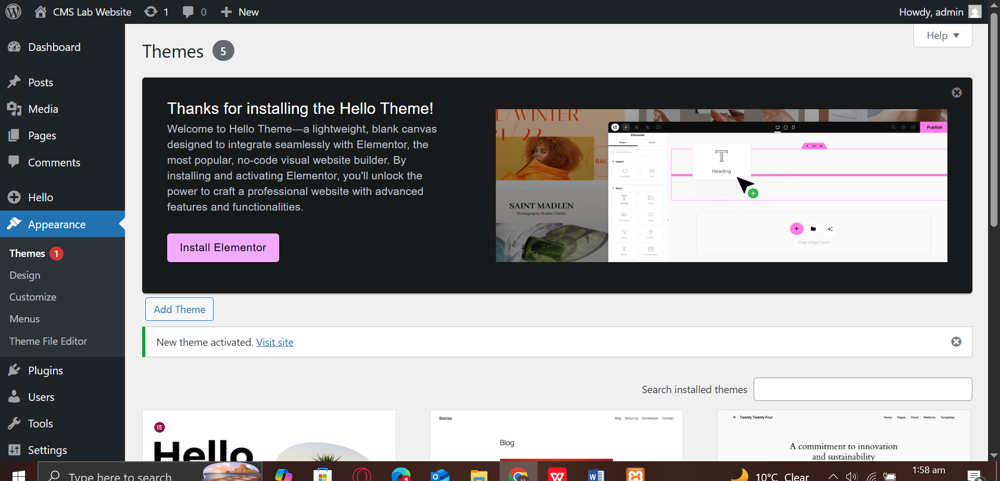 CMS Lab Website
1
0
New
Howdy, admin
Help
Dashboard
Posts
Media
Pages
Comments
Hello
Appearance
Themes 1
Design
Customize
Menus
Theme File Editor
Plugins
Users
Tools
Settings
Themes 5
Thanks for installing the Hello Theme!
Welcome to Hello Theme—a lightweight, blank canvas
designed to integrate seamlessly with Elementor, the
most popular, no-code visual website builder. By
installing and activating Elementor, you'll unlock the
power to craft a professional website with advanced
features and functionalities.
Install Elementor
SAINT MADLEN
Photography Studio | Zürich
Elements
Widgets
Layout
Basic
Heading
Publish
Heading
Drag widget here
Add Theme
New theme activated. Visit site
Search installed themes
Hello
Stories
Blog About Us Our Mission Contact
Blog
Twenty Twenty Four
Home Pages Posts Patterns Templates
A commitment to innovation
and sustainability
Type here to search
10°C Clear
1:58 am